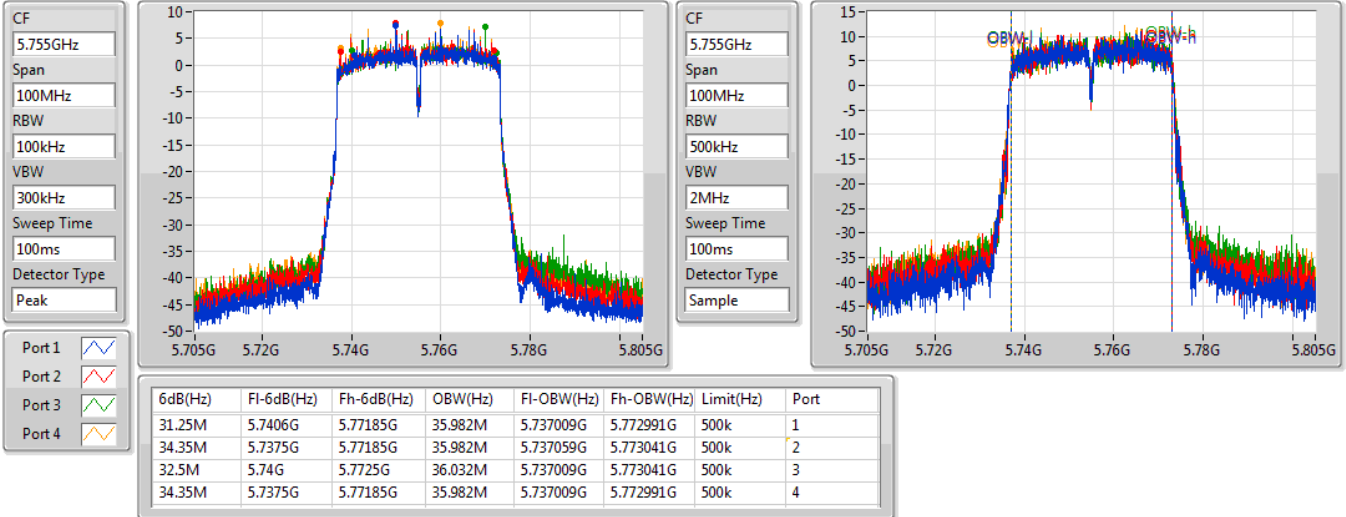 CF
5.755GHz
Span
100MHz
RBW
100kHz
VBW
300kHz
Sweep Time
100ms
Detector Type
Peak
10
5
0
-5
-10
-15
-20
-25
-30
-35
-40
-45
-50
5.705G 5.72G 5.74G 5.76G 5.78G 5.805G
CF
5.755GHz
Span
100MHz
RBW
500kHz
VBW
2MHz
Sweep Time
100ms
Detector Type
Sample
15
10
5
0
-5
-10
-15
-20
-25
-30
-35
-40
-45
-50
OBW-l OBW-h
5.705G 5.72G 5.74G 5.76G 5.78G 5.805G
Port 1
Port 2
Port 3
Port 4
6dB(Hz) Fl-6dB(Hz) Fh-6dB(Hz) OBW(Hz) Fl-OBW(Hz) Fh-OBW(Hz) Limit(Hz) Port
31.25M 5.7406G 5.77185G 35.982M 5.737009G 5.772991G 500k 1
34.35M 5.7375G 5.77185G 35.982M 5.737059G 5.773041G 500k 2
32.5M 5.74G 5.7725G 36.032M 5.737009G 5.773041G 500k 3
34.35M 5.7375G 5.77185G 35.982M 5.737009G 5.772991G 500k 4